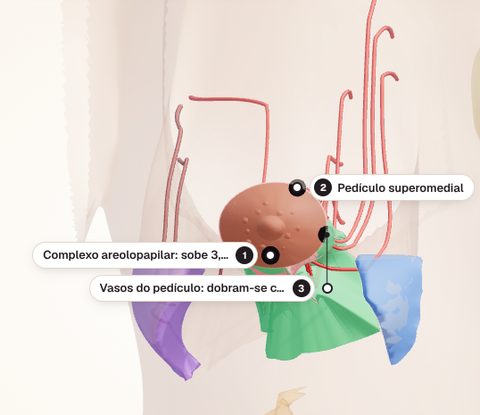 2 Pedículo superomedial
Complexo areolopapilar: sobe 3,... 1
Vasos do pedículo: dobram-se c... 3